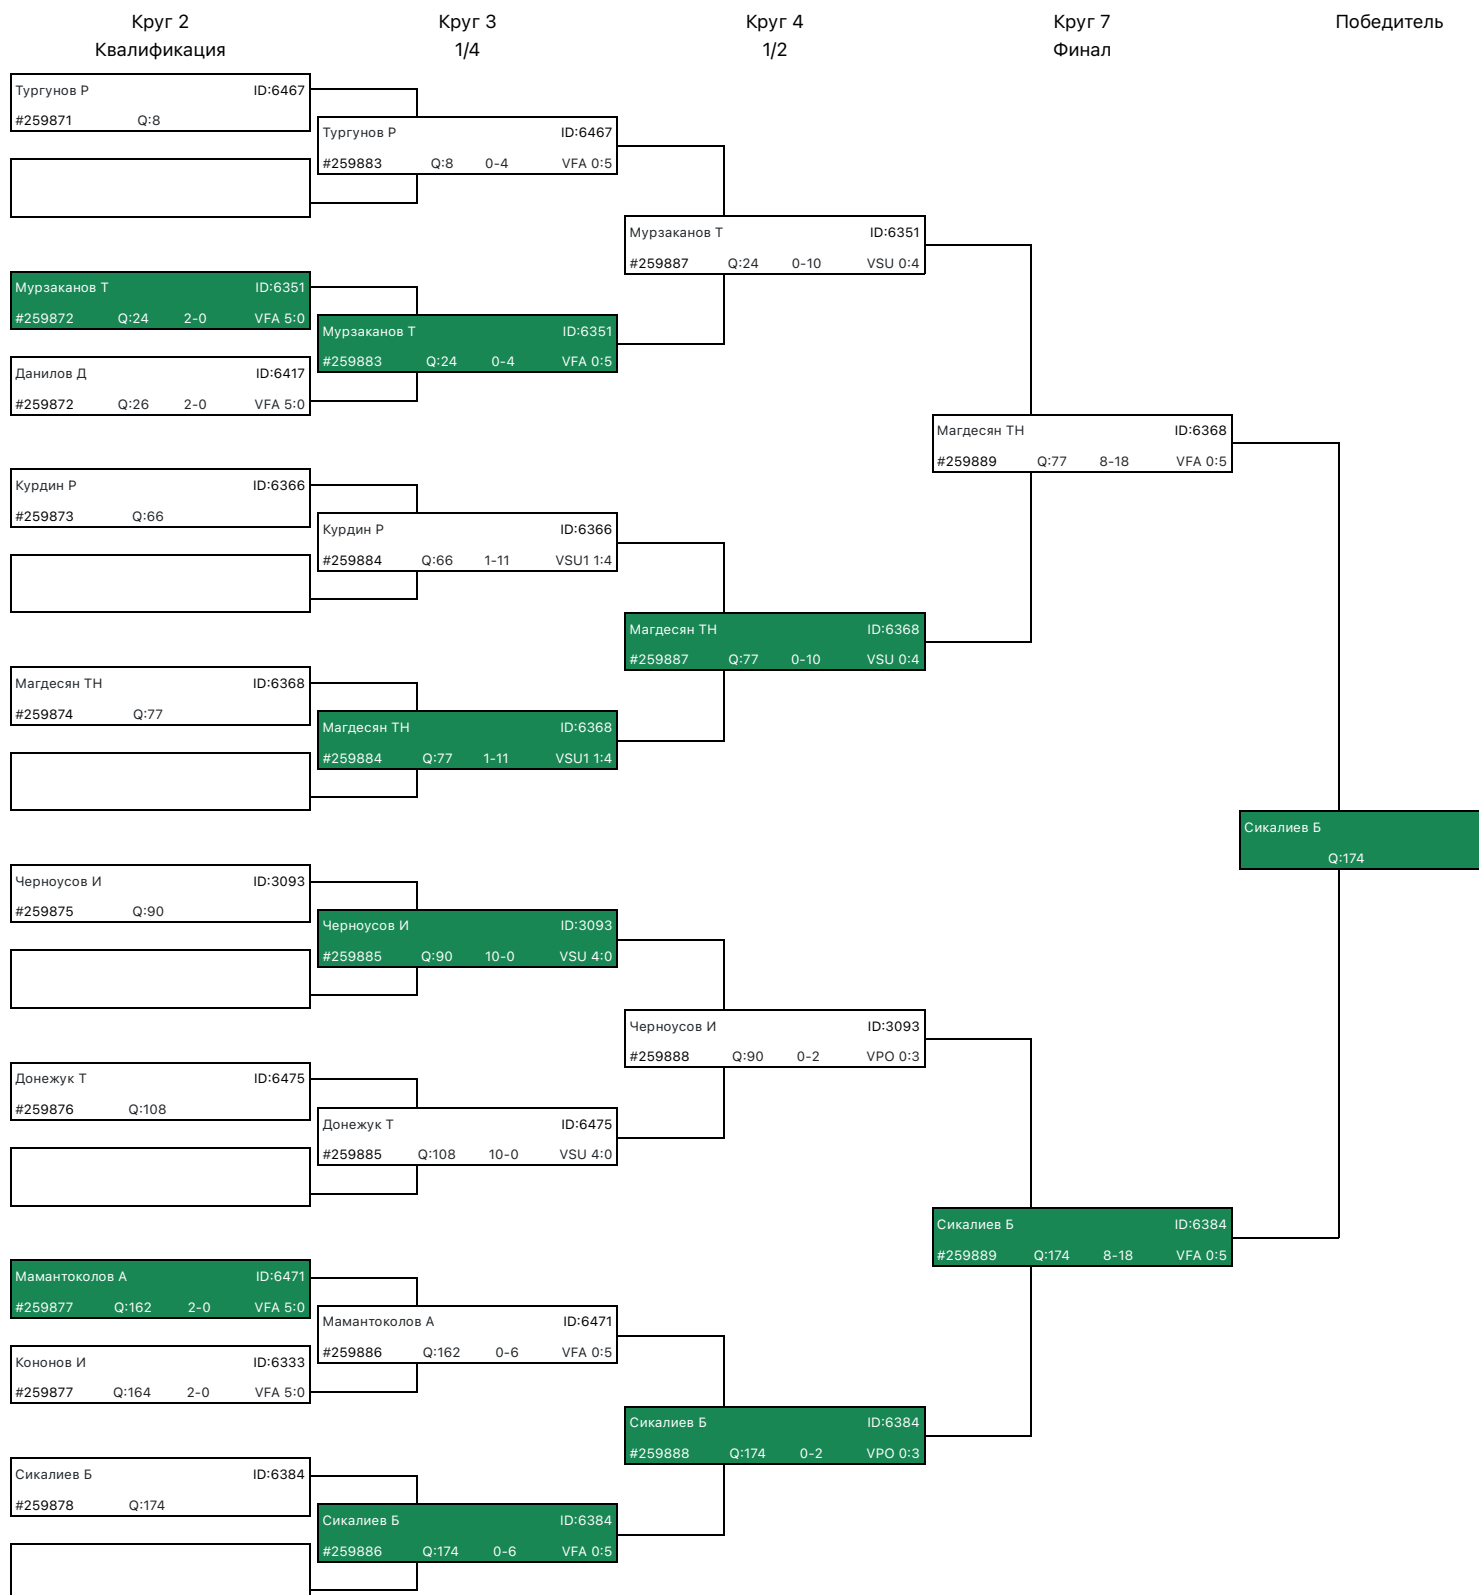 Круг 2
Квалификация
Круг 3
1/4
Круг 4
1/2
Круг 7
Финал
Победитель
Тургунов Р ID:6467
#259871 Q:8
Мурзаканов Т ID:6351
#259872 Q:24 2-0 VFA 5:0
Данилов Д ID:6417
#259872 Q:26 2-0 VFA 5:0
Курдин Р ID:6366
#259873 Q:66
Магдесян ТН ID:6368
#259874 Q:77
Черноусов И ID:3093
#259875 Q:90
Донежук Т ID:6475
#259876 Q:108
Мамантоколов А ID:6471
#259877 Q:162 2-0 VFA 5:0
Кононов И ID:6333
#259877 Q:164 2-0 VFA 5:0
Сикалиев Б ID:6384
#259878 Q:174
Тургунов Р ID:6467
#259883 Q:8 0-4 VFA 0:5
Мурзаканов Т ID:6351
#259883 Q:24 0-4 VFA 0:5
Курдин Р ID:6366
#259884 Q:66 1-11 VSU1 1:4
Магдесян ТН ID:6368
#259884 Q:77 1-11 VSU1 1:4
Черноусов И ID:3093
#259885 Q:90 10-0 VSU 4:0
Донежук Т ID:6475
#259885 Q:108 10-0 VSU 4:0
Мамантоколов А ID:6471
#259886 Q:162 0-6 VFA 0:5
Сикалиев Б ID:6384
#259886 Q:174 0-6 VFA 0:5
Мурзаканов Т ID:6351
#259887 Q:24 0-10 VSU 0:4
Магдесян ТН ID:6368
#259887 Q:77 0-10 VSU 0:4
Черноусов И ID:3093
#259888 Q:90 0-2 VPO 0:3
Сикалиев Б ID:6384
#259888 Q:174 0-2 VPO 0:3
Магдесян ТН ID:6368
#259889 Q:77 8-18 VFA 0:5
Сикалиев Б ID:6384
#259889 Q:174 8-18 VFA 0:5
Сикалиев Б
Q:174